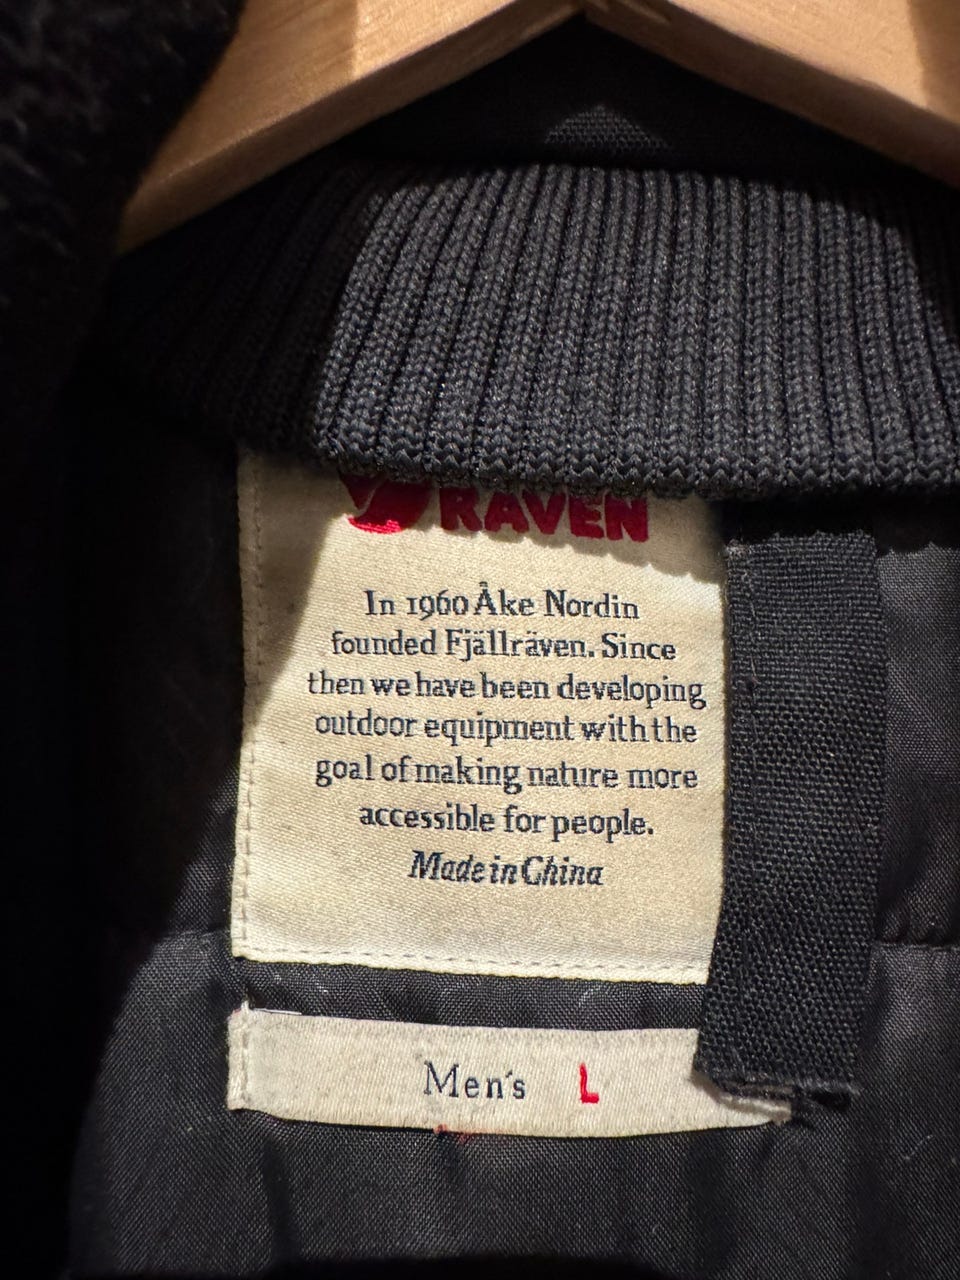 RÄVEN
In 1960 Åke Nordin
founded Fjällräven. Since
then we have been developing
outdoor equipment with the
goal of making nature more
accessible for people.
Made in China
Men's L